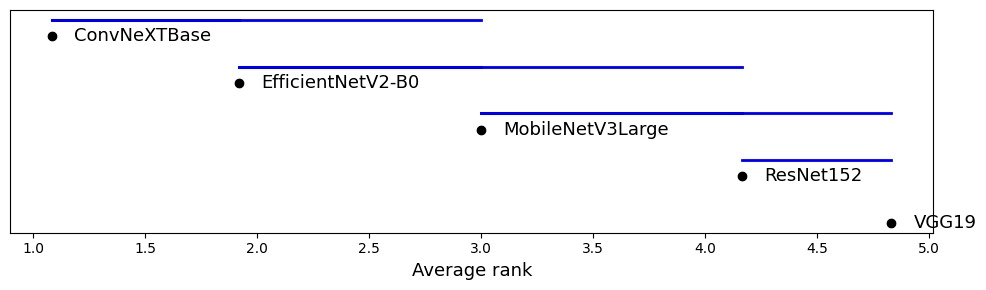 ConvNeXTBase
EfficientNetV2-B0
MobileNetV3Large
ResNet152
VGG19
1.0 1.5 2.0 2.5 3.0 3.5 4.0 4.5 5.0
Average rank